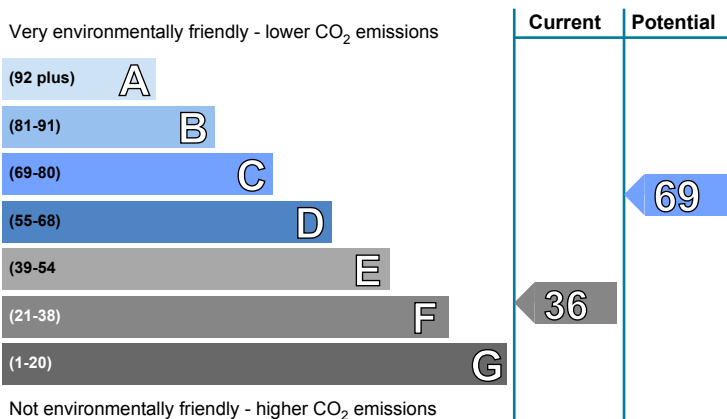 Very environmentally friendly - lower CO₂ emissions
Current
Potential
(92 plus) A
(81-91) B
(69-80) C
69
(55-68) D
(39-54 E
36
(21-38) F
(1-20) G
Not environmentally friendly - higher CO₂ emissions